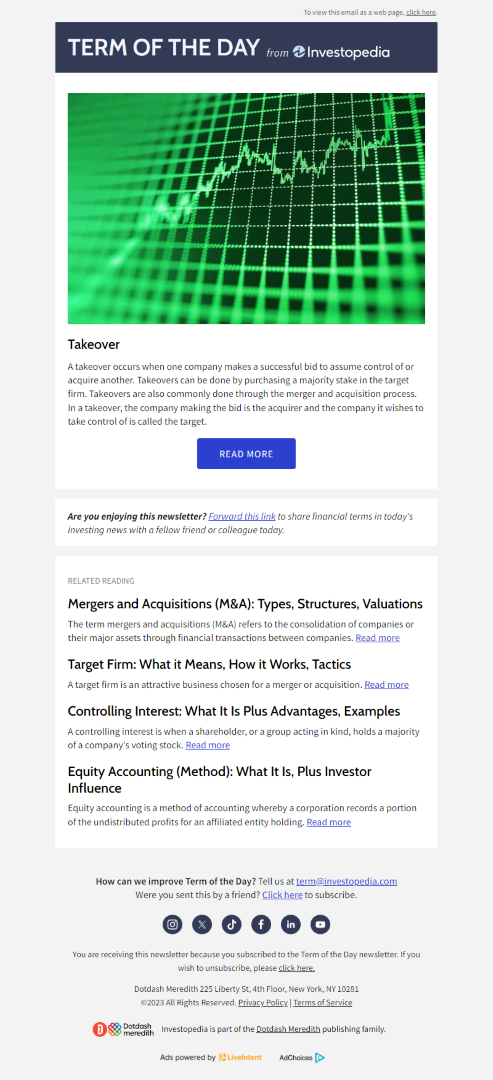 To view this email as a web page, click here.
TERM OF THE DAY from Investopedia
Takeover
A takeover occurs when one company makes a successful bid to assume control of or
acquire another. Takeovers can be done by purchasing a majority stake in the target
firm. Takeovers are also commonly done through the merger and acquisition process.
In a takeover, the company making the bid is the acquirer and the company it wishes to
take control of is called the target.
READ MORE
Are you enjoying this newsletter? Forward this link to share financial terms in today's
investing news with a fellow friend or colleague today.
RELATED READING
Mergers and Acquisitions (M&A): Types, Structures, Valuations
The term mergers and acquisitions (M&A) refers to the consolidation of companies or
their major assets through financial transactions between companies. Read more
Target Firm: What it Means, How it Works, Tactics
A target firm is an attractive business chosen for a merger or acquisition. Read more
Controlling Interest: What It Is Plus Advantages, Examples
A controlling interest is when a shareholder, or a group acting in kind, holds a majority
of a company's voting stock. Read more
Equity Accounting (Method): What It Is, Plus Investor
Influence
Equity accounting is a method of accounting whereby a corporation records a portion
of the undistributed profits for an affiliated entity holding. Read more
How can we improve Term of the Day? Tell us at term@investopedia.com
Were you sent this by a friend? Click here to subscribe.
You are receiving this newsletter because you subscribed to the Term of the Day newsletter. If you
wish to unsubscribe, please click here.
Dotdash Meredith 225 Liberty St, 4th Floor, New York, NY 10281
©2023 All Rights Reserved. Privacy Policy | Terms of Service
Dotdash
meredith
Investopedia is part of the Dotdash Meredith publishing family.
Ads powered by LiveIntent AdChoices